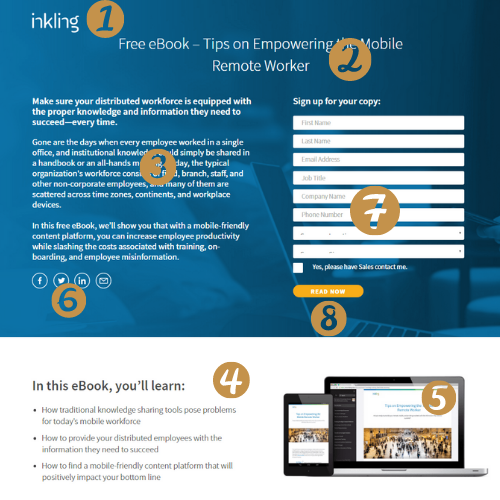 inkling
1
Free eBook – Tips on Empowering the Mobile
Remote Worker
2
Make sure your distributed workforce is equipped with
the proper knowledge and information they need to
succeed—every time.
Gone are the days when every employee worked in a single
office, and institutional knowledge could simply be shared in
a handbook or an all-hands day, the typical
organization's workforce field, branch, staff, and
other non-corporate employees, and many of them are
scattered across time zones, continents, and workplace
devices.
3
In this free eBook, we'll show you that with a mobile-friendly
content platform, you can increase employee productivity
while slashing the costs associated with training, on-
boarding, and employee misinformation.
6
Sign up for your copy:
First Name
Last Name
Email Address
Job Title
Company Name
Phone Number
7
Yes, please have Sales contact me.
READ NOW
8
In this eBook, you'll learn:
4
• How traditional knowledge sharing tools pose problems
for today's mobile workforce
• How to provide your distributed employees with the
information they need to succeed
• How to find a mobile-friendly content platform that will
positively impact your bottom line
5
Tips on Empowering the
Remote Worker